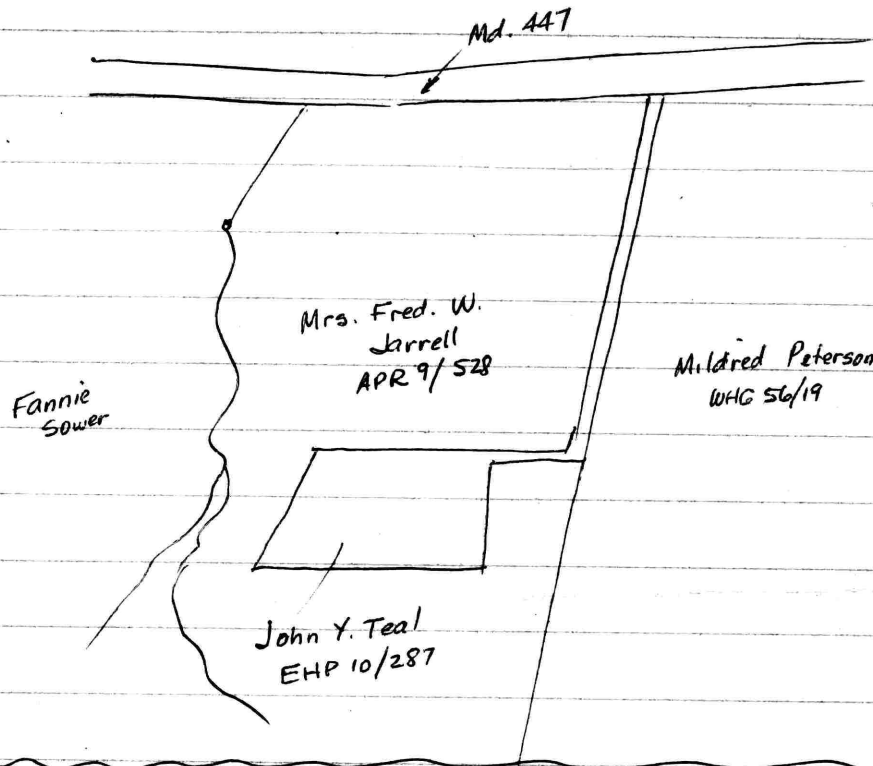 Md. 447
Mrs. Fred. W.
Jarrell
APR 9/528
Mildred Peterson
WHG 56/19
Fannie
Sower
John Y. Teal
EHP 10/287